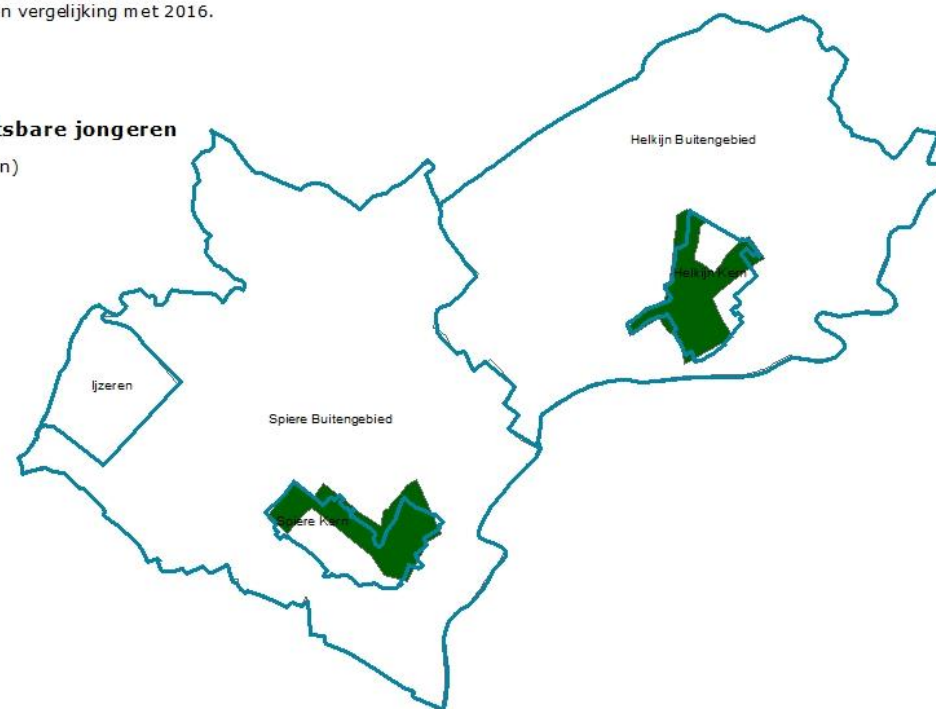 n vergelijking met 2016.
tsbare jongeren
n)
Helkijn Buitengebied
Helkijn Kern
Ijzeren
Spiere Buitengebied
Spiere Kern